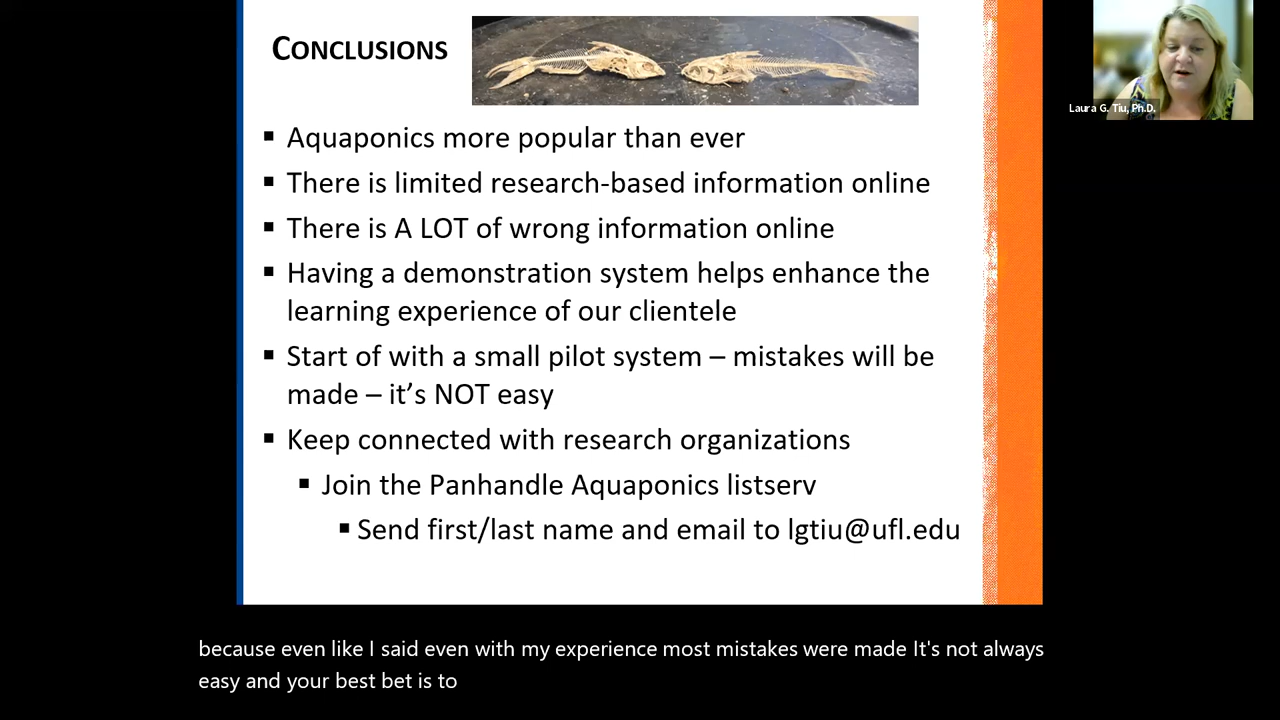 CONCLUSIONS
Laura G. Tiu, Ph.D.
▪ Aquaponics more popular than ever
▪ There is limited research-based information online
▪ There is A LOT of wrong information online
▪ Having a demonstration system helps enhance the
learning experience of our clientele
▪ Start of with a small pilot system – mistakes will be
made – it’s NOT easy
▪ Keep connected with research organizations
▪ Join the Panhandle Aquaponics listserv
▪ Send first/last name and email to lgtiu@ufl.edu
because even like I said even with my experience most mistakes were made It's not always
easy and your best bet is to